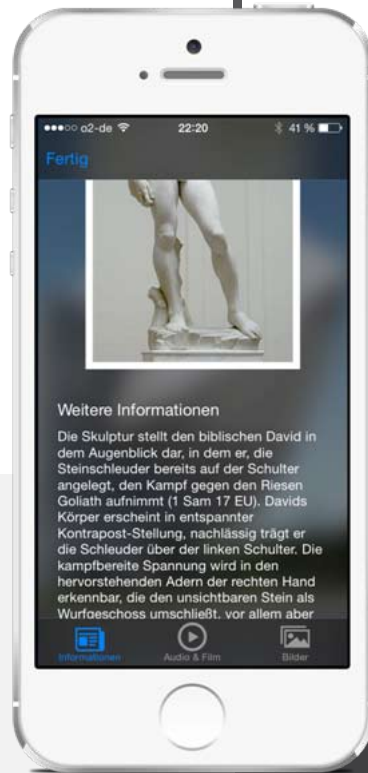 o2-de 22:20 41 %
Fertig
Weitere Informationen
Die Skulptur stellt den biblischen David in
dem Augenblick dar, in dem er, die
Steinschleuder bereits auf der Schulter
angelegt, den Kampf gegen den Riesen
Goliath aufnimmt (1 Sam 17 EU). Davids
Körper erscheint in entspannter
Kontrapost-Stellung, nachlässig trägt er
die Schleuder über der linken Schulter. Die
kampfbereite Spannung wird in den
hervorstehenden Adern der rechten Hand
erkennbar, die den unsichtbaren Stein als
Wurfgeschoss umschließt, vor allem aber
Informationen Audio & Film Bilder